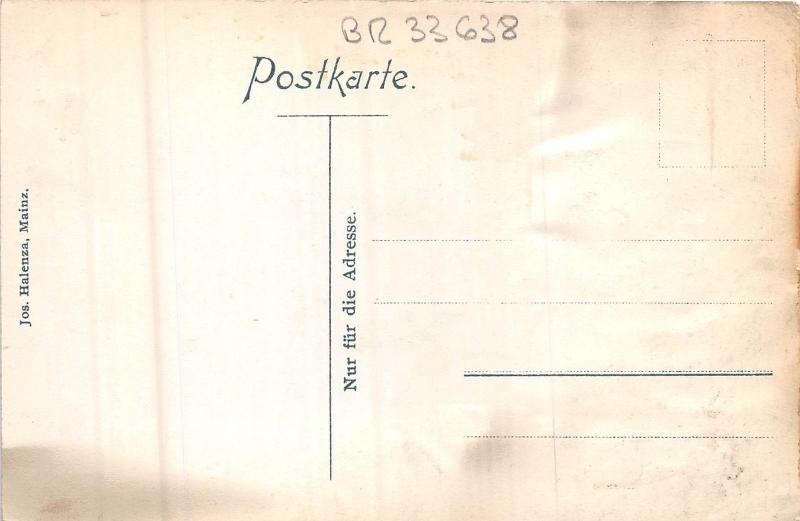 BR 33638
Postkarte.
Jos. Halenza, Mainz.
Nur für die Adresse.